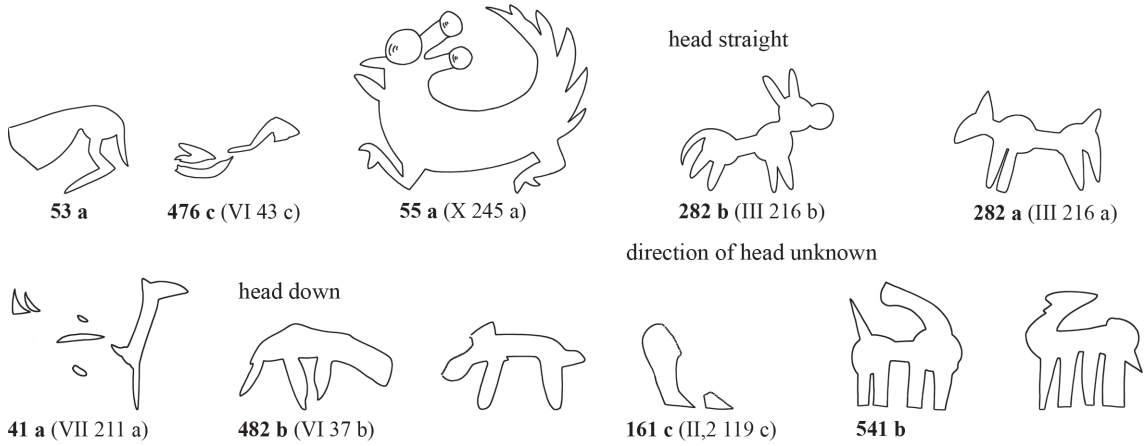 head straight
53 a
476 c (VI 43 c)
55 a (X 245 a)
282 b (III 216 b)
282 a (III 216 a)
direction of head unknown
head down
41 a (VII 211 a)
482 b (VI 37 b)
161 c (II,2 119 c)
541 b